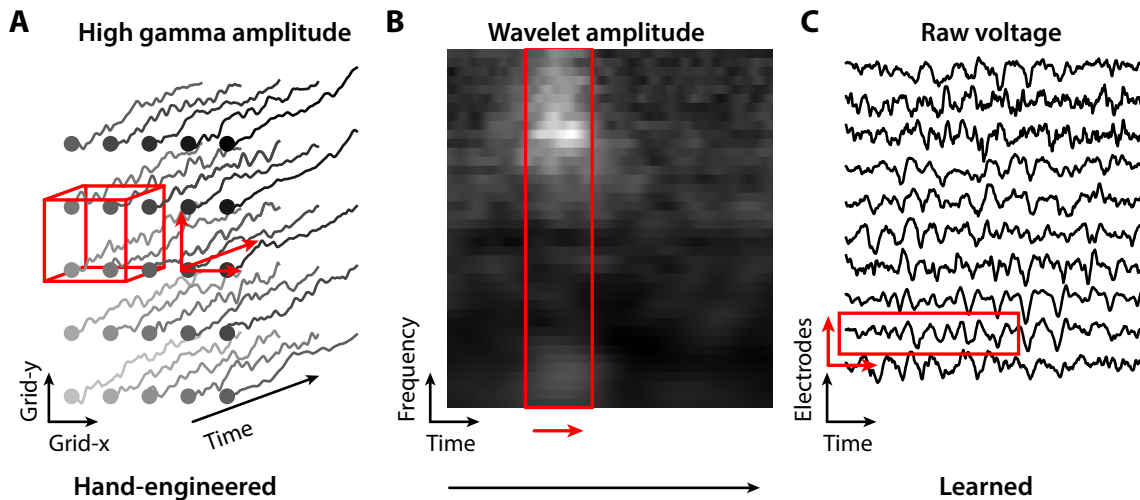 A
High gamma amplitude
Grid-y
Grid-x
Time
B
Wavelet amplitude
Frequency
Time
C
Raw voltage
Electrodes
Time
Hand-engineered
Learned